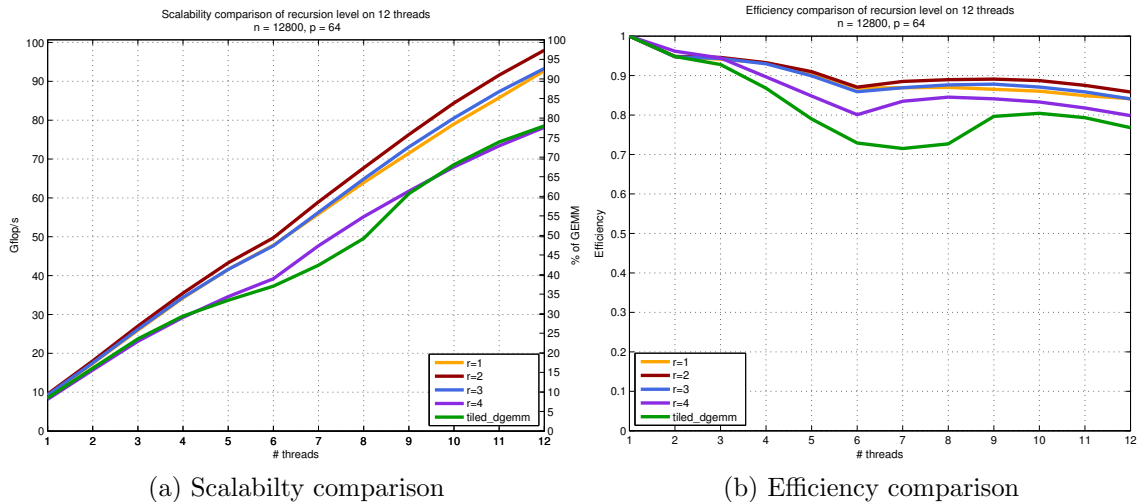 Scalability comparison of recursion level on 12 threads
n = 12800, p = 64
100
90
80
70
60
50
40
30
20
10
0
Gflop/s
100
95
90
85
80
75
70
65
60
55
50
45
40
35
30
25
20
15
10
5
0
% of GEMM
1 2 3 4 5 6 7 8 9 10 11 12
# threads
r=1
r=2
r=3
r=4
tiled_dgemm
(a) Scalabilty comparison
Efficiency comparison of recursion level on 12 threads
n = 12800, p = 64
1
0.9
0.8
0.7
0.6
0.5
0.4
0.3
0.2
0.1
0
Efficiency
1 2 3 4 5 6 7 8 9 10 11 12
# threads
r=1
r=2
r=3
r=4
tiled_dgemm
(b) Efficiency comparison